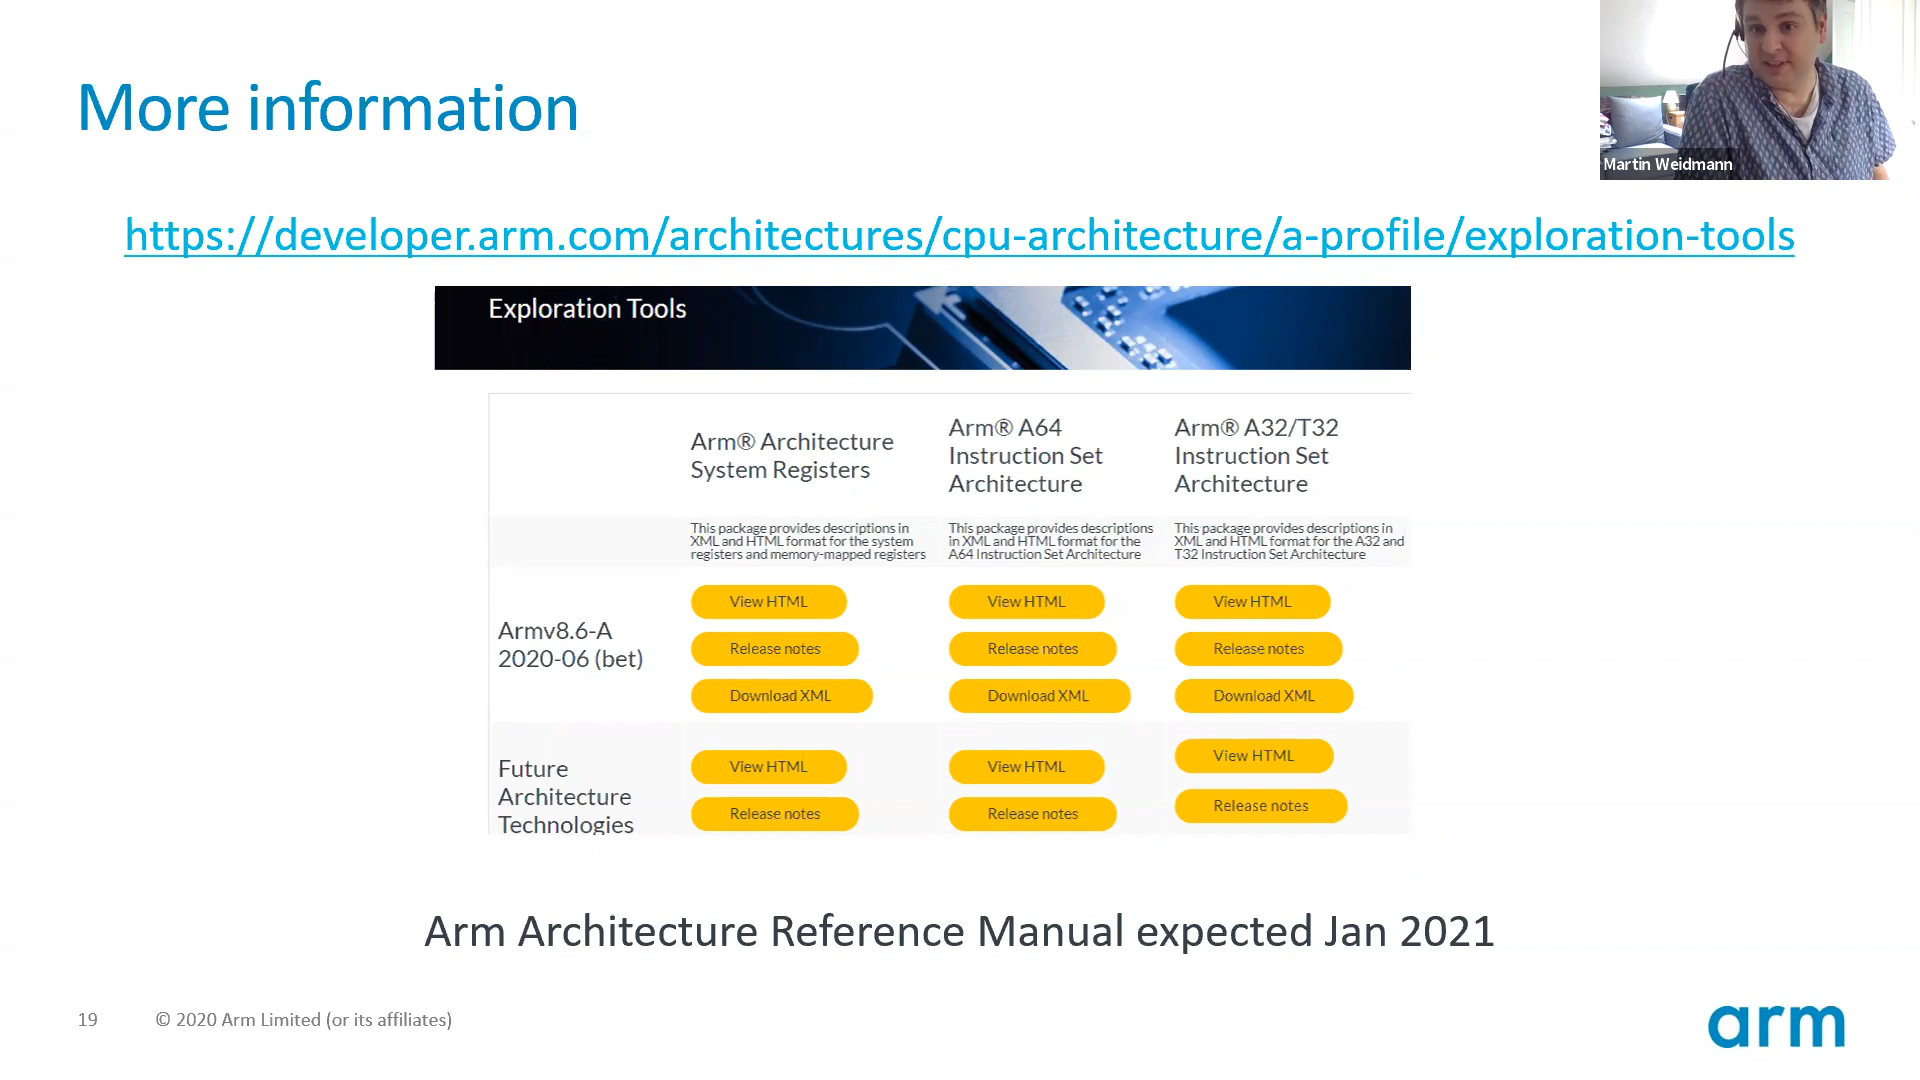 More information
Martin Weidmann
https://developer.arm.com/architectures/cpu-architecture/a-profile/exploration-tools
Exploration Tools
Arm® Architecture
System Registers
Arm® A64
Instruction Set
Architecture
Arm® A32/T32
Instruction Set
Architecture
This package provides descriptions in
XML and HTML format for the system
registers and memory-mapped registers
This package provides descriptions
in XML and HTML format for the
A64 Instruction Set Architecture
This package provides descriptions in
XML and HTML format for the A32 and
T32 Instruction Set Architecture
Armv8.6-A
2020-06 (bet)
View HTML
Release notes
Download XML
View HTML
Release notes
Download XML
View HTML
Release notes
Download XML
Future
Architecture
Technologies
View HTML
Release notes
View HTML
Release notes
View HTML
Release notes
Arm Architecture Reference Manual expected Jan 2021
19
© 2020 Arm Limited (or its affiliates)
arm